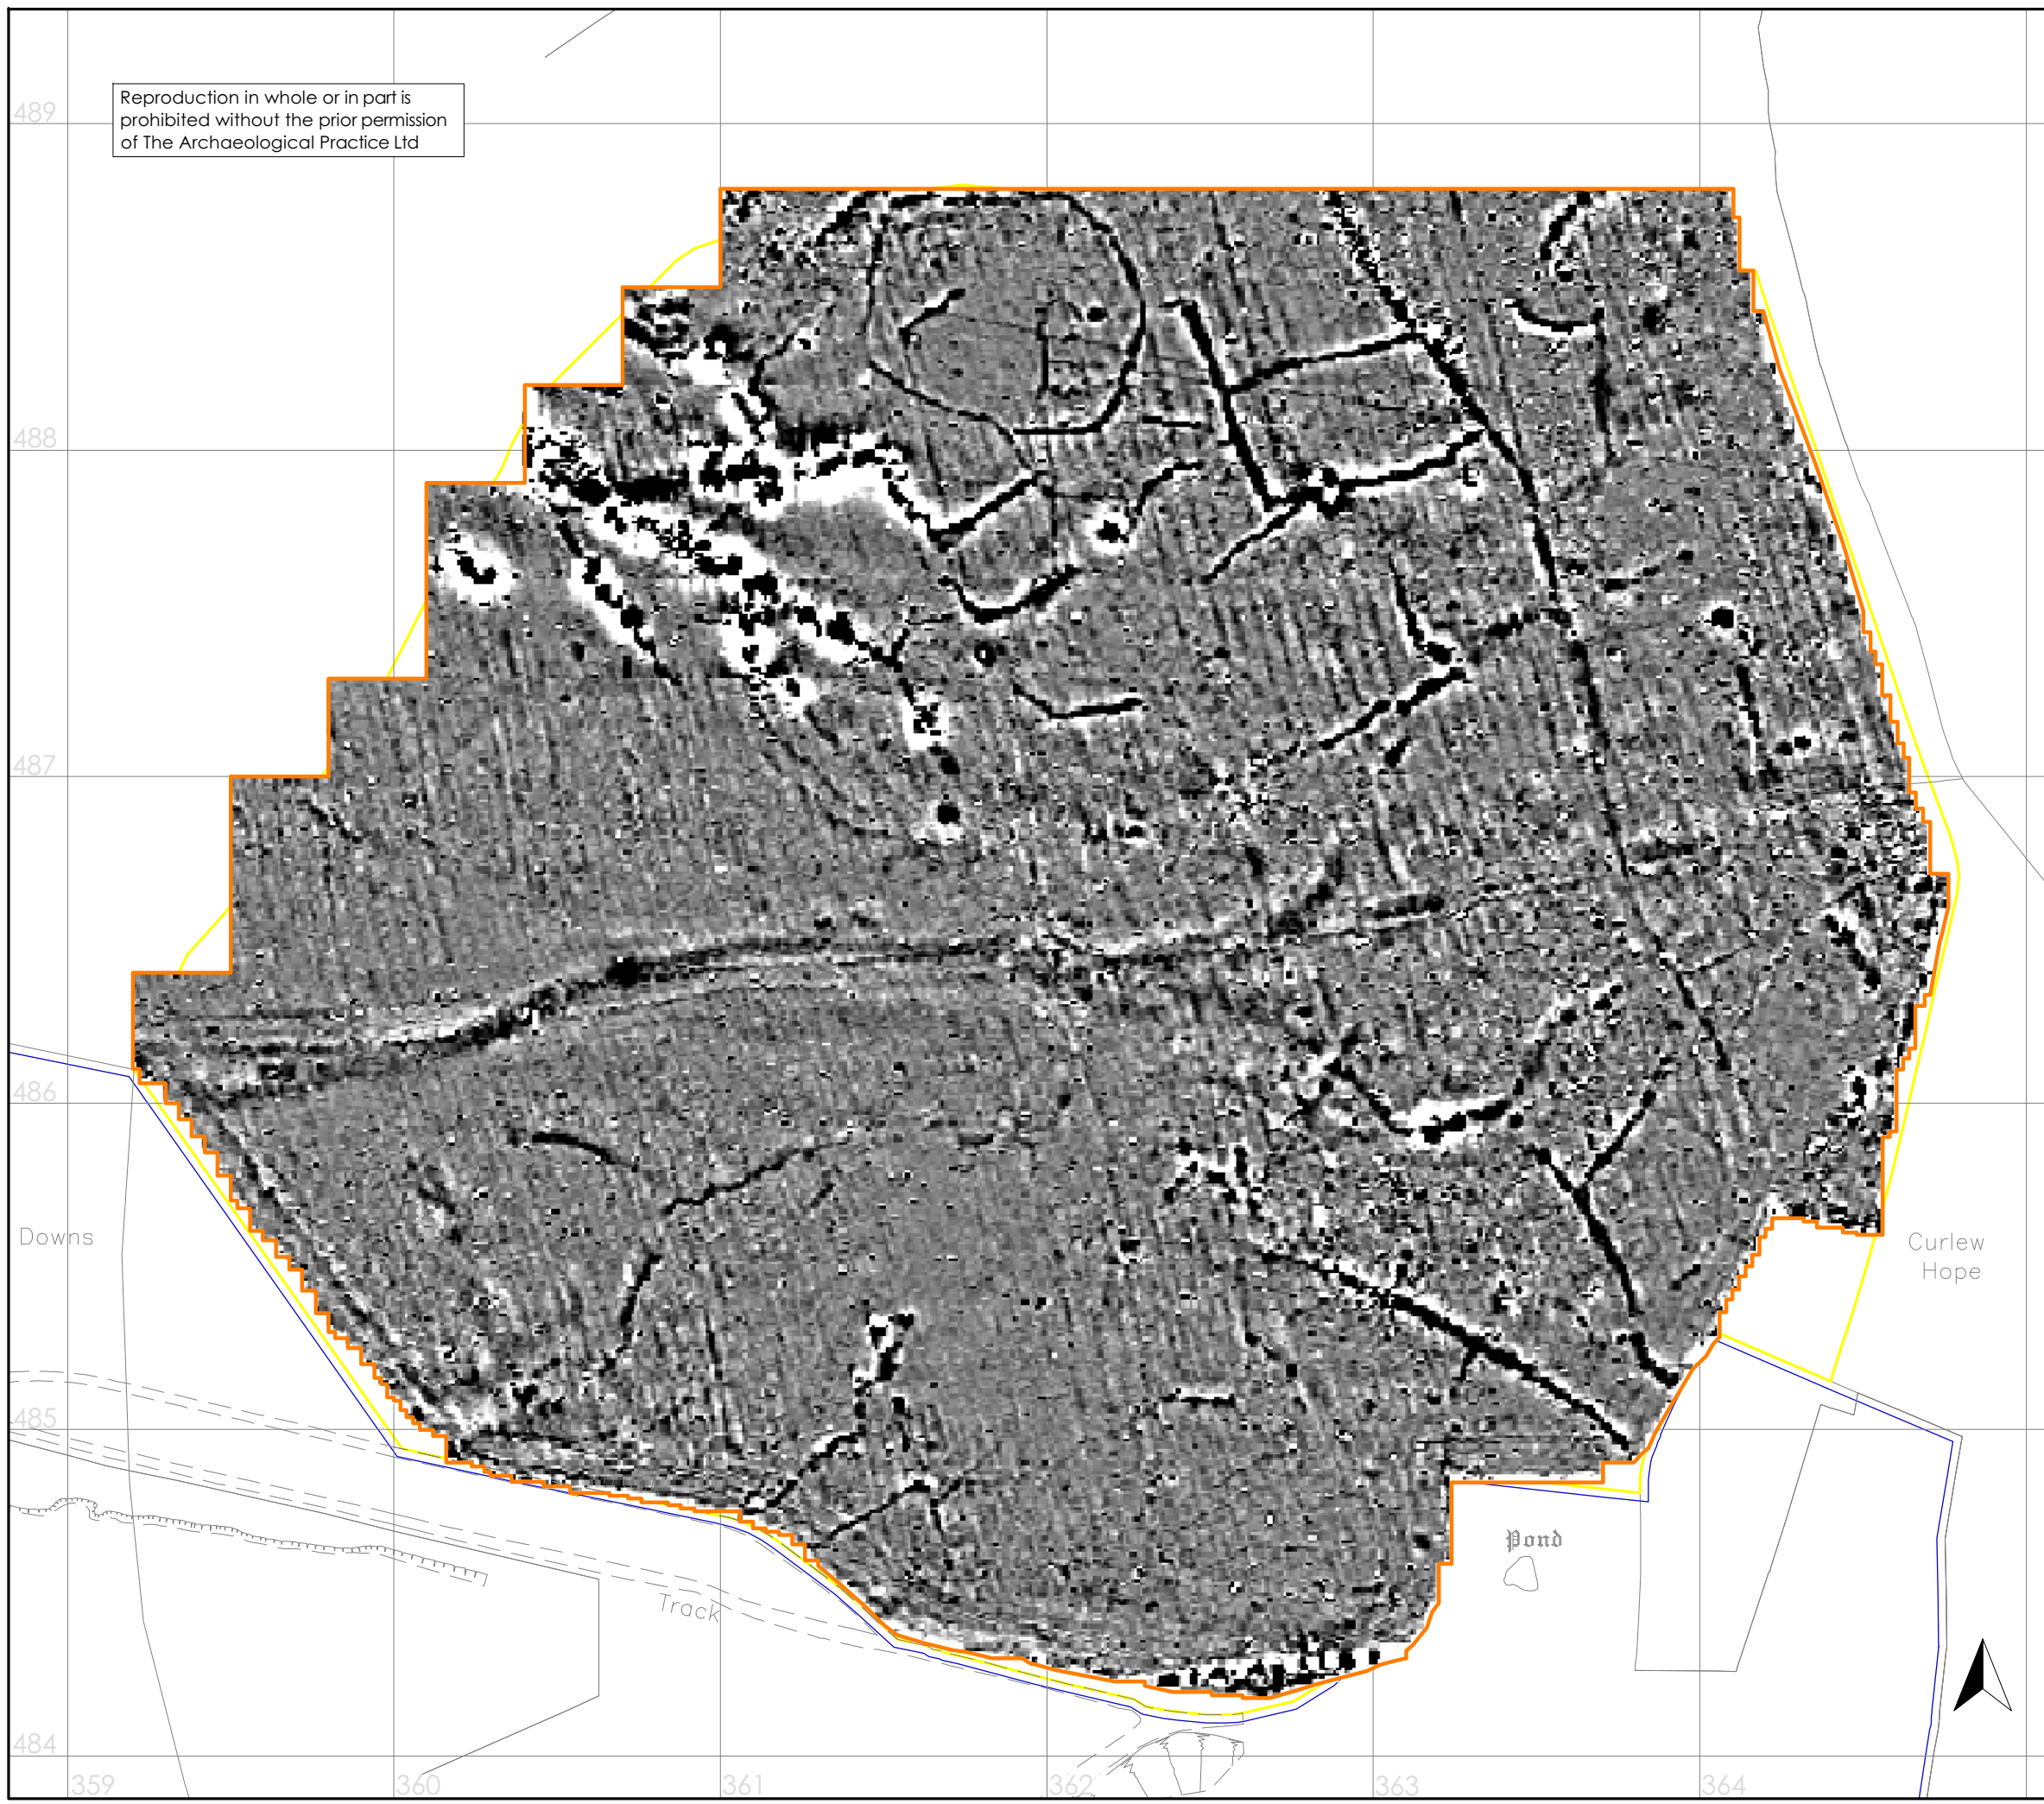 Reproduction in whole or in part is
prohibited without the prior permission
of The Archaeological Practice Ltd
489
488
487
486
Downs
Curlew
Hope
485
Pond
Track
484
359
360
361
362
363
364